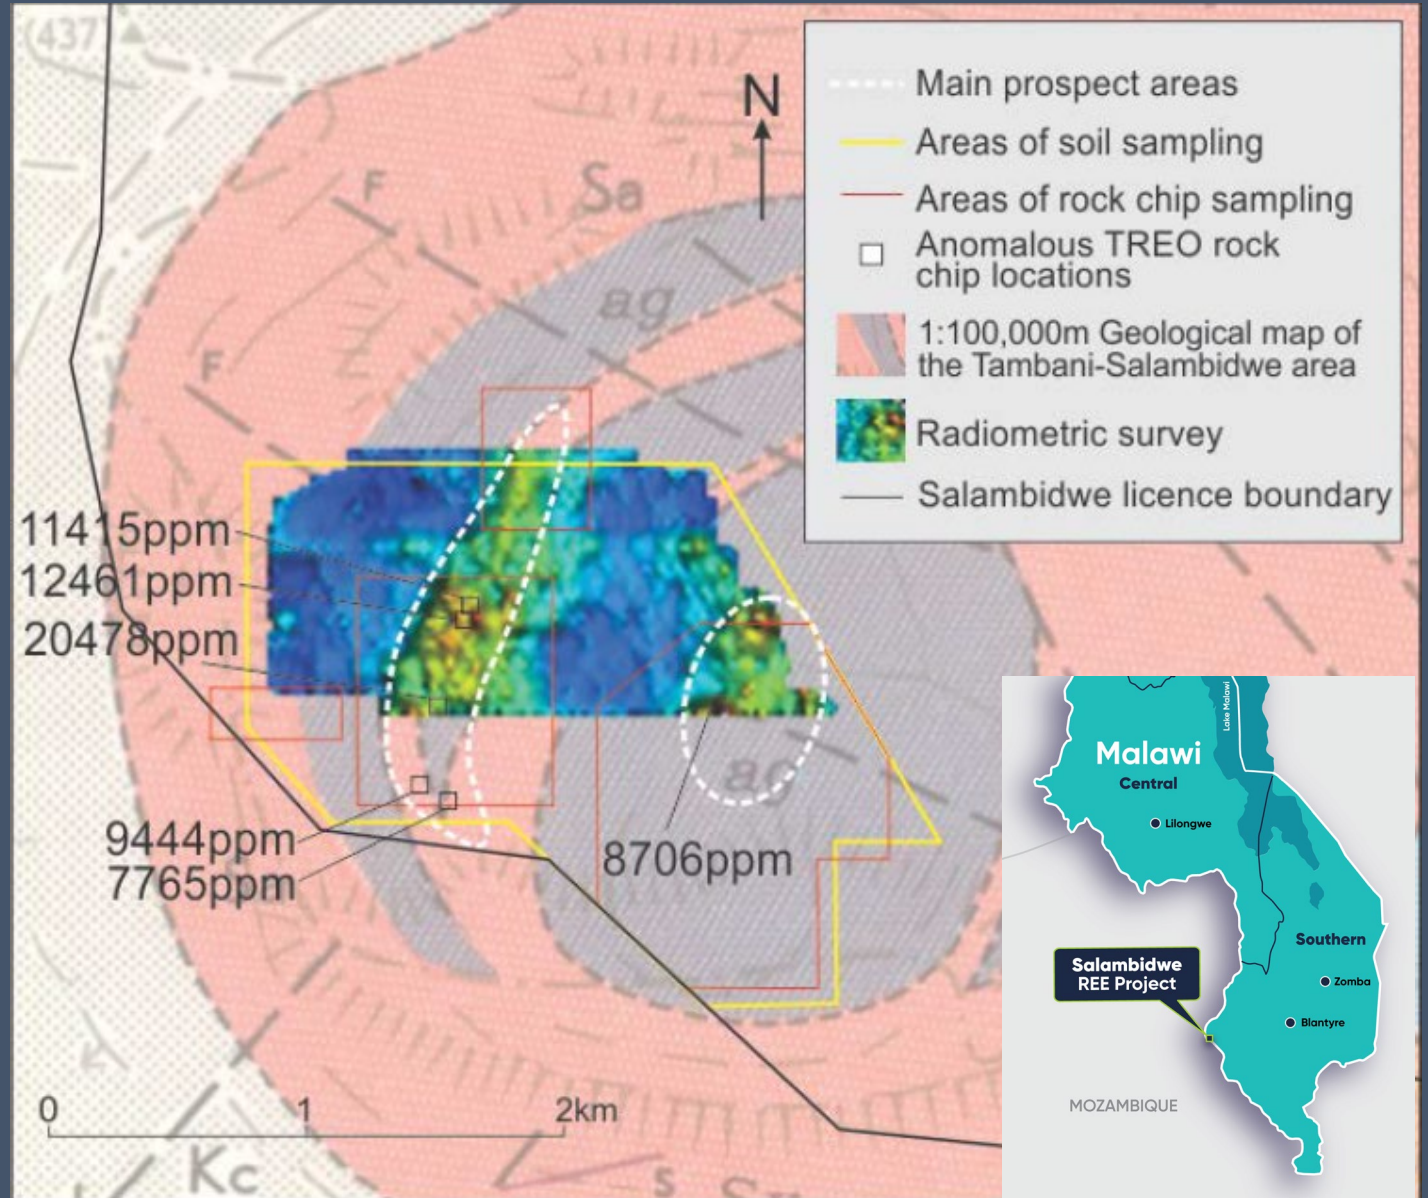 (437)
N
Main prospect areas
Areas of soil sampling
Areas of rock chip sampling
Anomalous TREO rock
chip locations
1:100,000m Geological map of
the Tambani-Salambidwe area
Radiometric survey
Salambidwe licence boundary
F
Sa
ag
F
11415ppm
12461ppm
20478ppm
ag
9444ppm
7765ppm
8706ppm
0
1
2km
Kc
s
Lake Malawi
Malawi
Central
Lilongwe
Southern
Salambidwe
REE Project
Zomba
Blantyre
MOZAMBIQUE